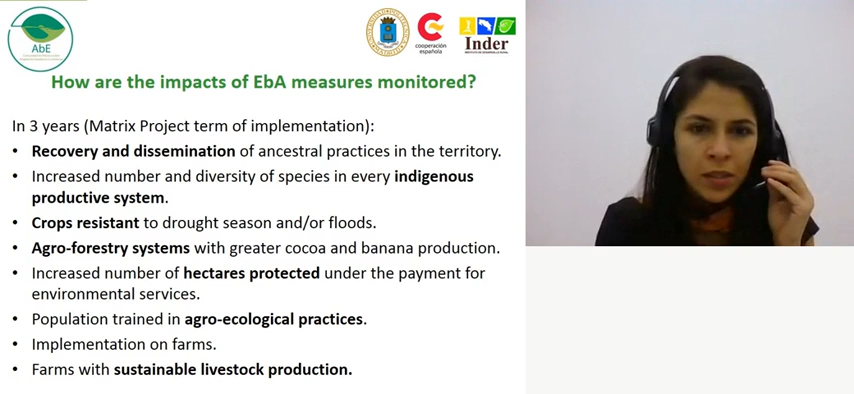 AbE
cooperación
española
Inder
INSTITUTO DE DESARROLLO RURAL
How are the impacts of EbA measures monitored?
In 3 years (Matrix Project term of implementation):
• Recovery and dissemination of ancestral practices in the territory.
• Increased number and diversity of species in every indigenous
productive system.
• Crops resistant to drought season and/or floods.
• Agro-forestry systems with greater cocoa and banana production.
• Increased number of hectares protected under the payment for
environmental services.
• Population trained in agro-ecological practices.
• Implementation on farms.
• Farms with sustainable livestock production.